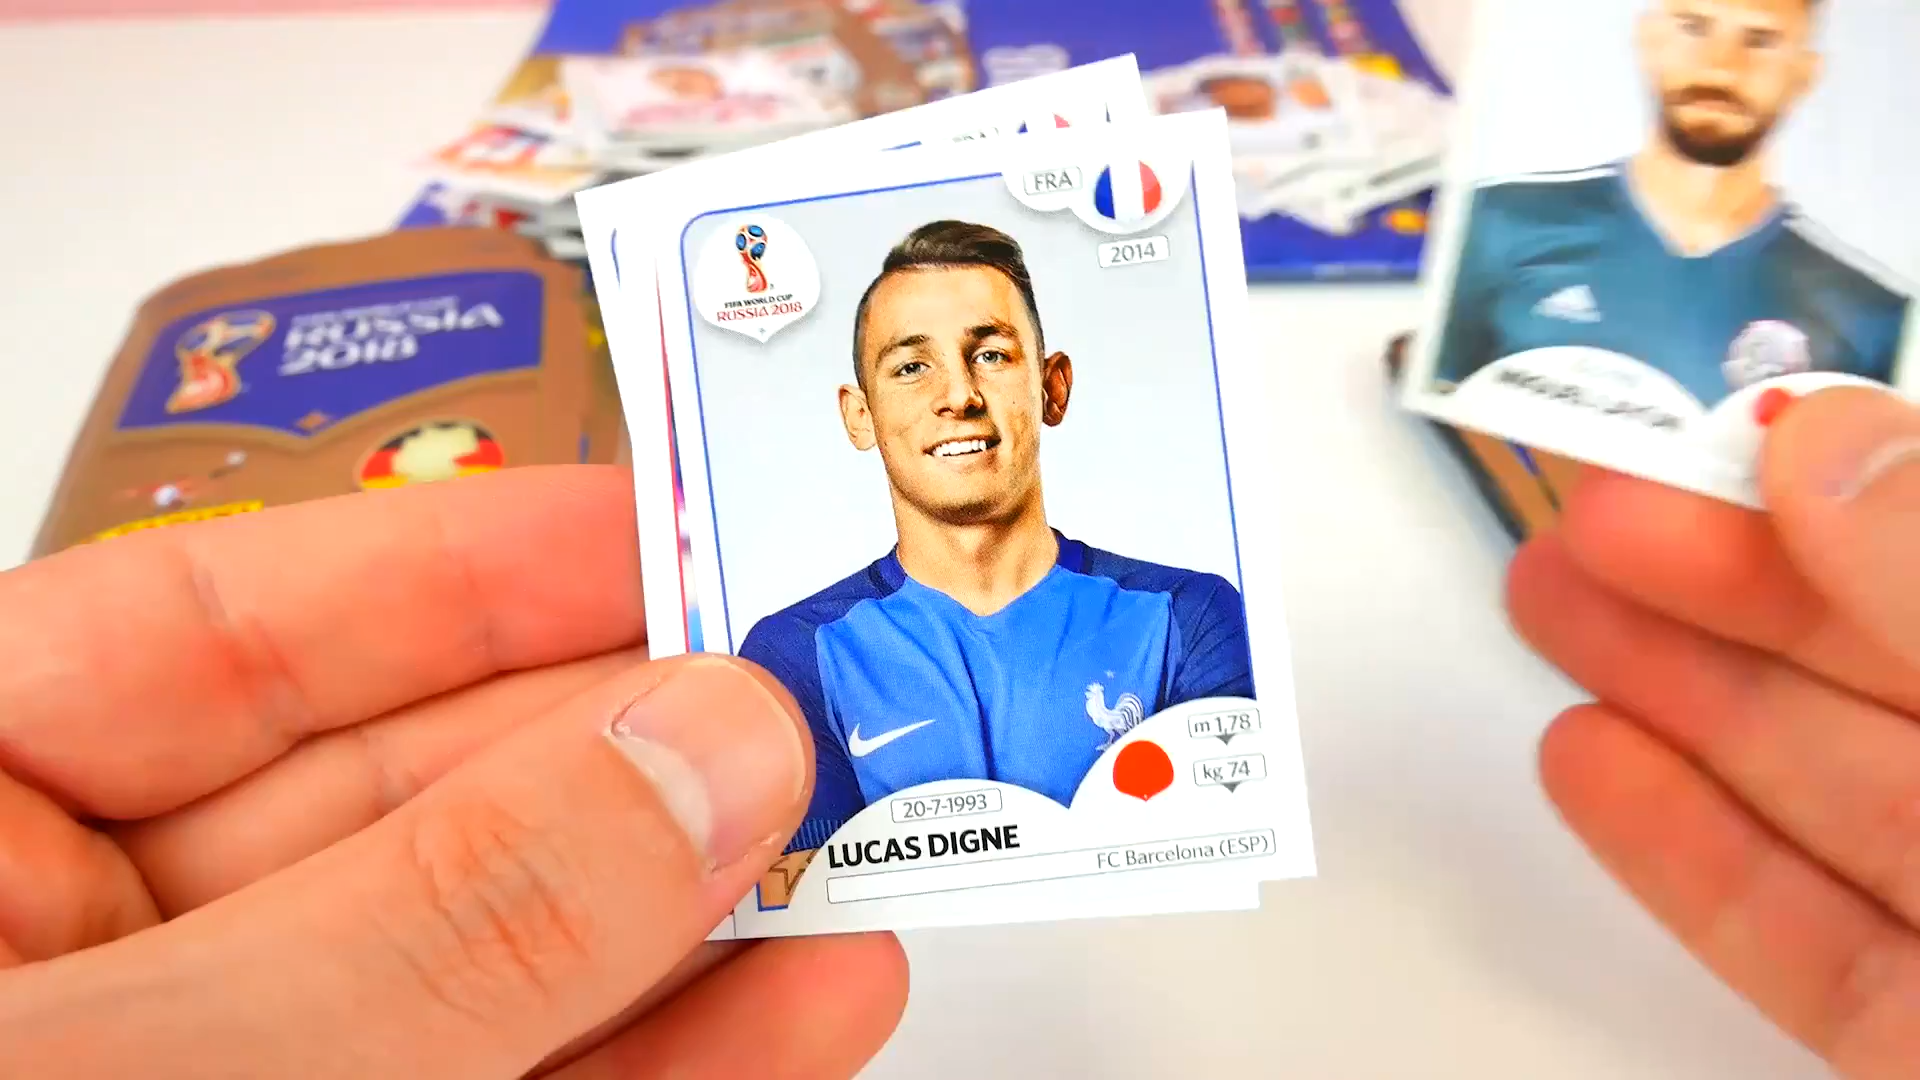 RUSSIA
2018
FRA
2014
FIFA WORLD CUP
RUSSIA 2018
m 1,78
kg 74
20-7-1993
LUCAS DIGNE
FC Barcelona (ESP)